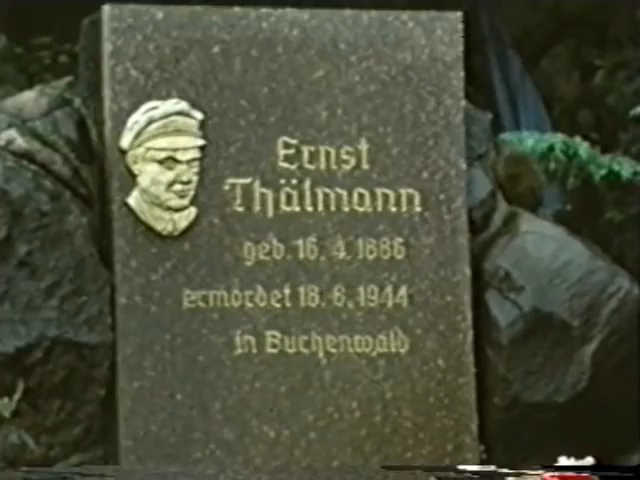 Ernst
Thälmann
geb. 16. 4. 1886
ermordet 18. 8. 1944
in Buchenwald